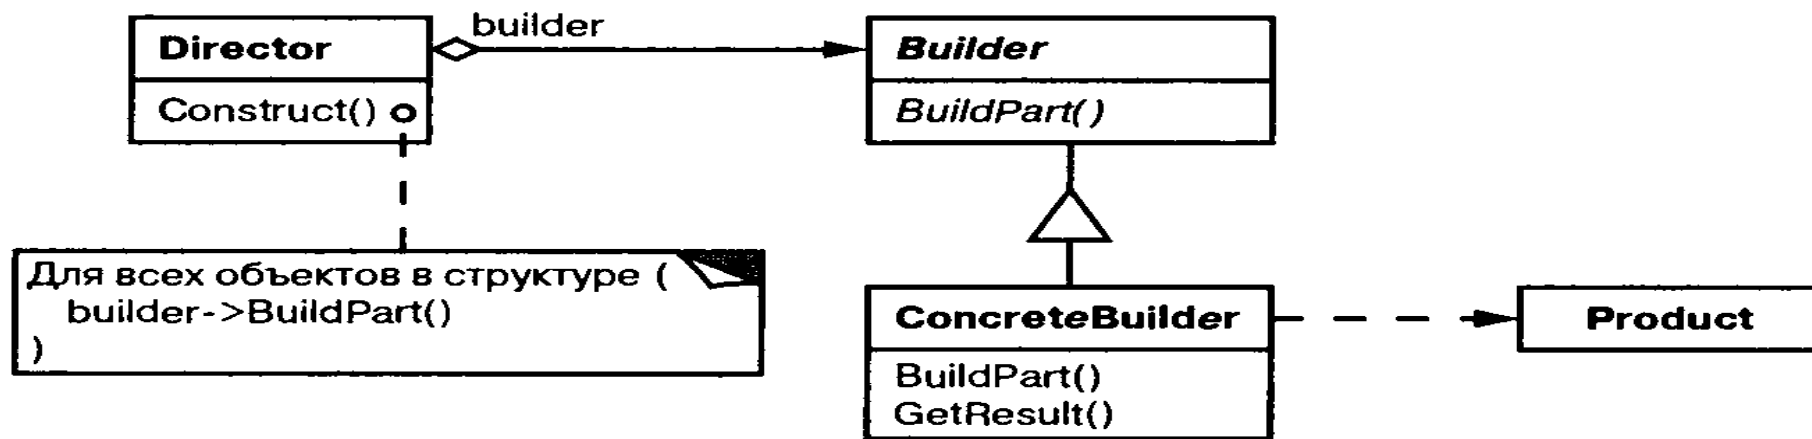 builder
Director
Builder
Construct()
BuildPart()
Для всех объектов в структуре (
builder->BuildPart()
)
ConcreteBuilder
Product
BuildPart()
GetResult()